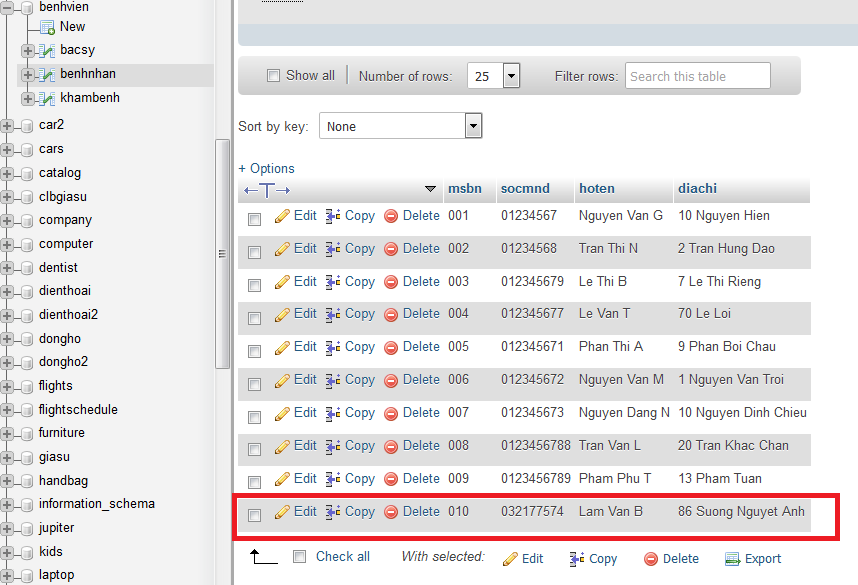 benhvien
New
bacsy
benhnhan
khambenh
car2
cars
catalog
clbgiasu
company
computer
dentist
dienthoai
dienthoai2
dongho
dongho2
flights
flightschedule
furniture
giasu
handbag
information_schema
jupiter
kids
laptop
Show all Number of rows: 25 Filter rows: Search this table
Sort by key: None
+ Options
←T→ msbn socmnd hoten diachi
Edit Copy Delete 001 01234567 Nguyen Van G 10 Nguyen Hien
Edit Copy Delete 002 01234568 Tran Thi N 2 Tran Hung Dao
Edit Copy Delete 003 012345679 Le Thi B 7 Le Thi Rieng
Edit Copy Delete 004 012345677 Le Van T 70 Le Loi
Edit Copy Delete 005 012345671 Phan Thi A 9 Phan Boi Chau
Edit Copy Delete 006 012345672 Nguyen Van M 1 Nguyen Van Troi
Edit Copy Delete 007 012345673 Nguyen Dang N 10 Nguyen Dinh Chieu
Edit Copy Delete 008 0123456788 Tran Van L 20 Tran Khac Chan
Edit Copy Delete 009 0123456789 Pham Phu T 13 Pham Tuan
Edit Copy Delete 010 032177574 Lam Van B 86 Suong Nguyet Anh
Check all With selected: Edit Copy Delete Export